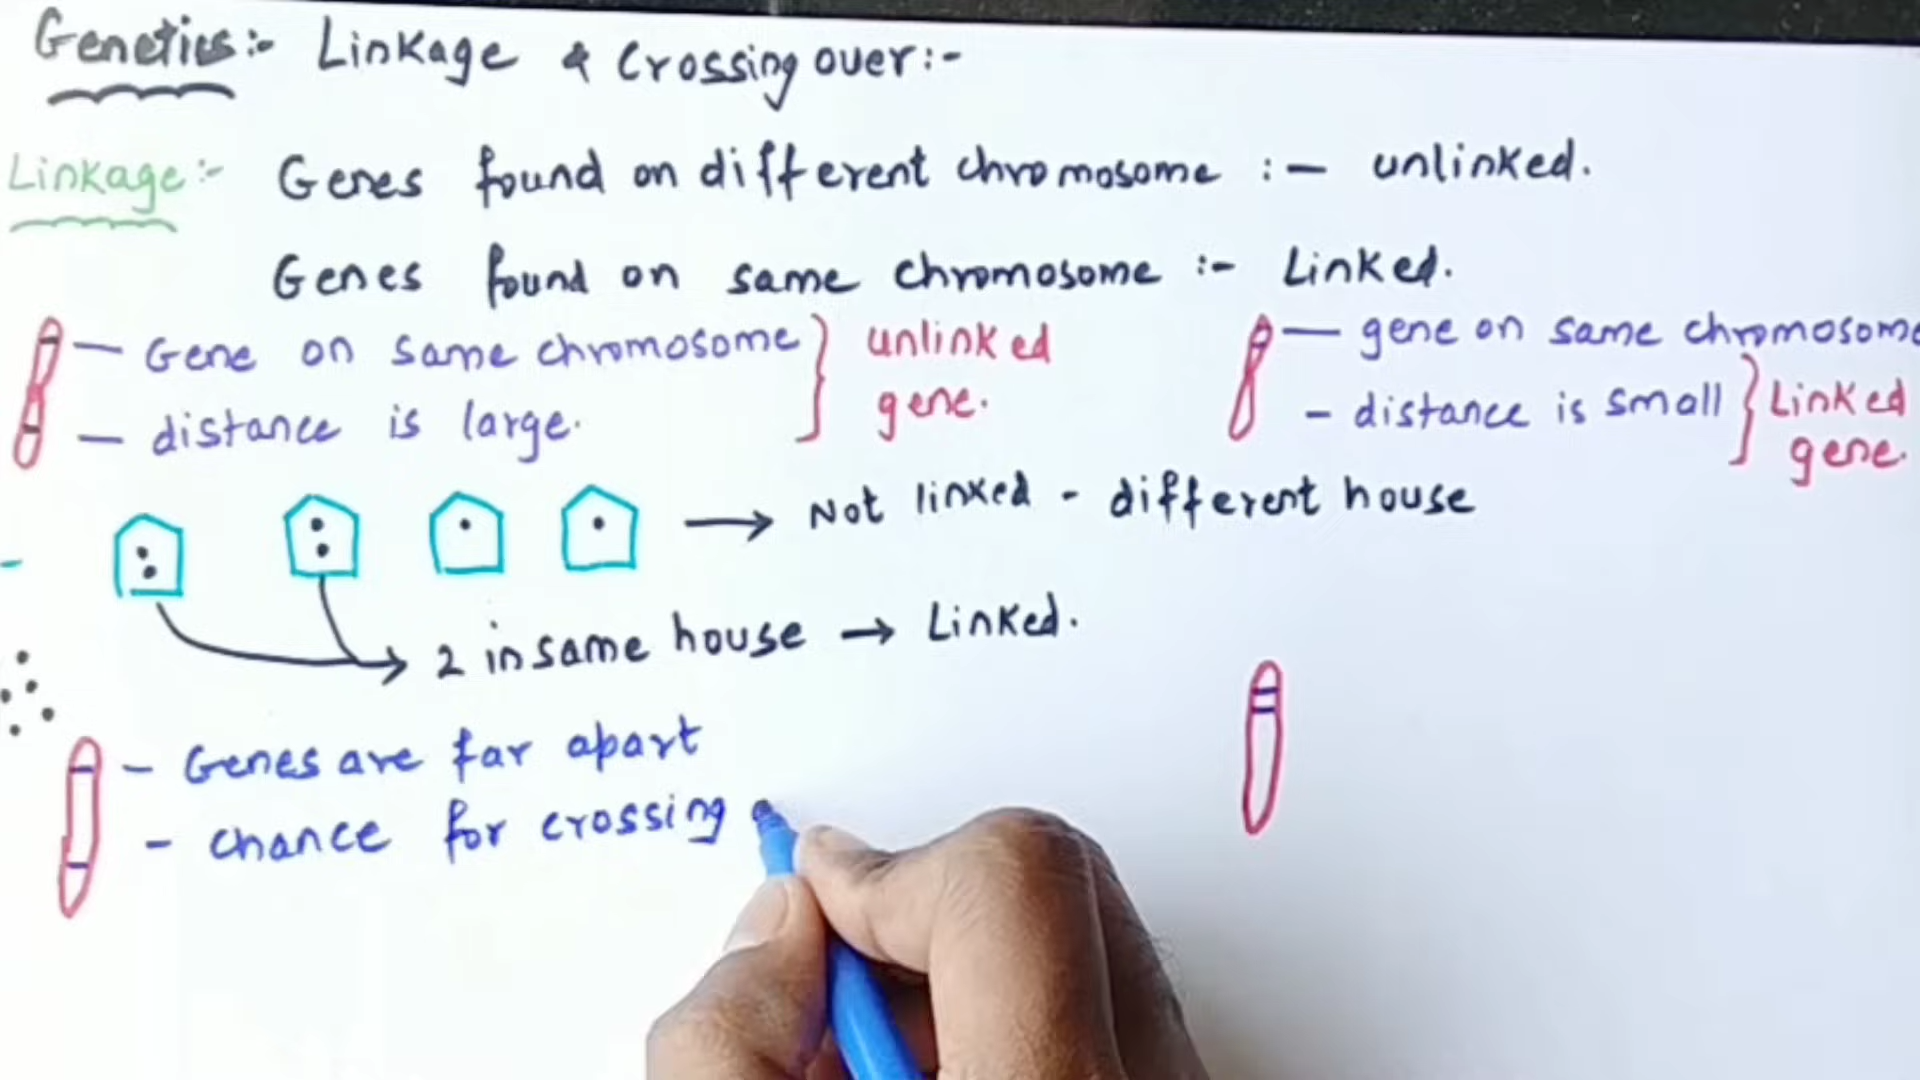 Genetics:- Linkage & Crossing over:-
Linkage:- Genes found on different chromosome :- unlinked.
Genes found on same chromosome :- Linked.
- Gene on same chromosome } unlinked
- distance is large. gene.
- gene on same chromosome
- distance is small } Linked
gene.
→ Not linked - different house
→ 2 in same house → Linked.
- Genes are far apart
- chance for crossing